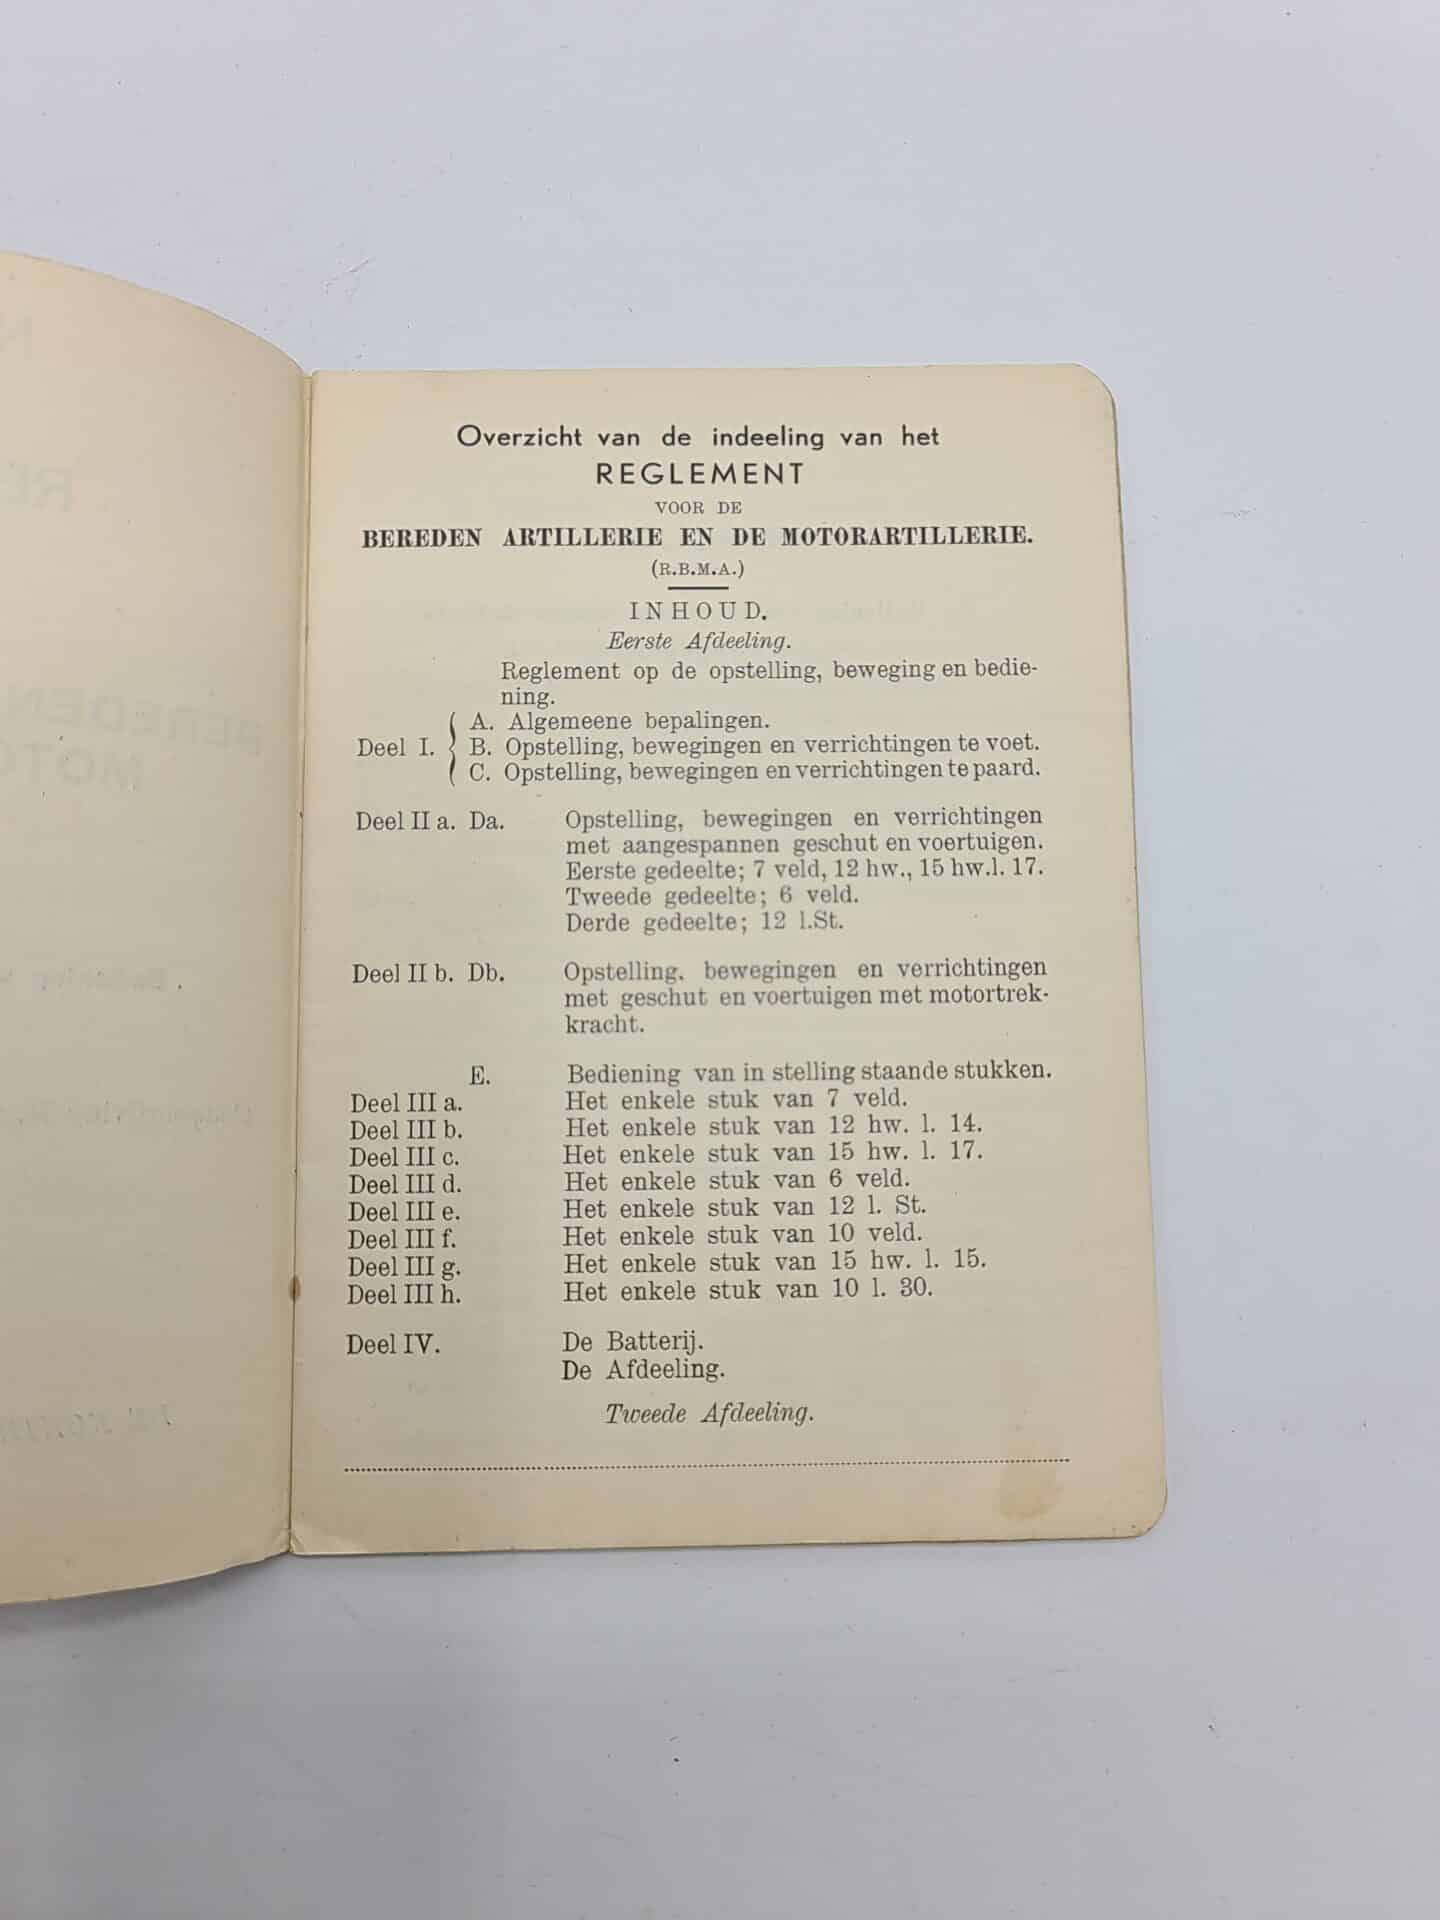 Overzicht van de indeeling van het
REGLEMENT
VOOR DE
BEREDEN ARTILLERIE EN DE MOTORARTILLERIE.
(R.B.M.A.)
INHOUD.
Eerste Afdeeling.
Reglement op de opstelling, beweging en bedie-
ning.
A. Algemeene bepalingen.
Deel I. B. Opstelling, bewegingen en verrichtingen te voet.
C. Opstelling, bewegingen en verrichtingen te paard.
Deel II a. Da. Opstelling, bewegingen en verrichtingen
met aangespannen geschut en voertuigen.
Eerste gedeelte; 7 veld, 12 hw., 15 hw.l. 17.
Tweede gedeelte; 6 veld.
Derde gedeelte; 12 l.St.
Deel II b. Db. Opstelling. bewegingen en verrichtingen
met geschut en voertuigen met motortrek-
kracht.
E. Bediening van in stelling staande stukken.
Deel III a. Het enkele stuk van 7 veld.
Deel III b. Het enkele stuk van 12 hw. l. 14.
Deel III c. Het enkele stuk van 15 hw. l. 17.
Deel III d. Het enkele stuk van 6 veld.
Deel III e. Het enkele stuk van 12 l. St.
Deel III f. Het enkele stuk van 10 veld.
Deel III g. Het enkele stuk van 15 hw. l. 15.
Deel III h. Het enkele stuk van 10 l. 30.
Deel IV. De Batterij.
De Afdeeling.
Tweede Afdeeling.